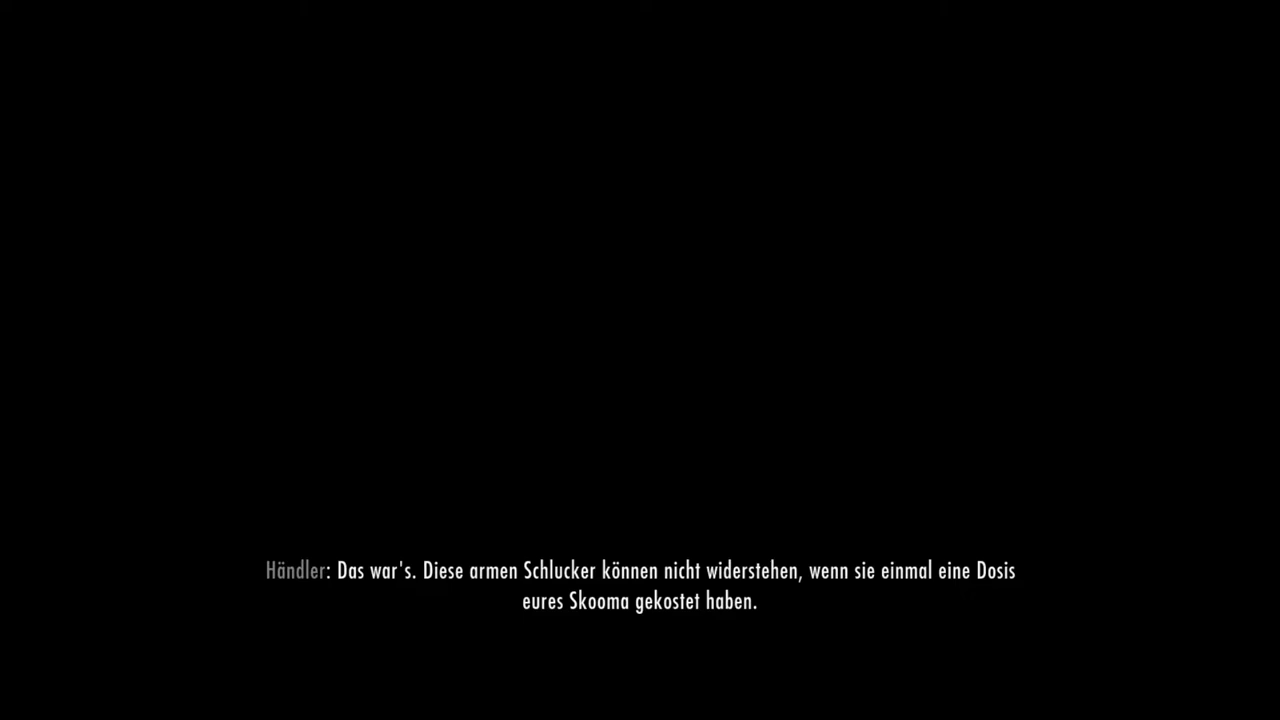 Händler: Das war's. Diese armen Schlucker können nicht widerstehen, wenn sie einmal eine Dosis
eures Skooma gekostet haben.